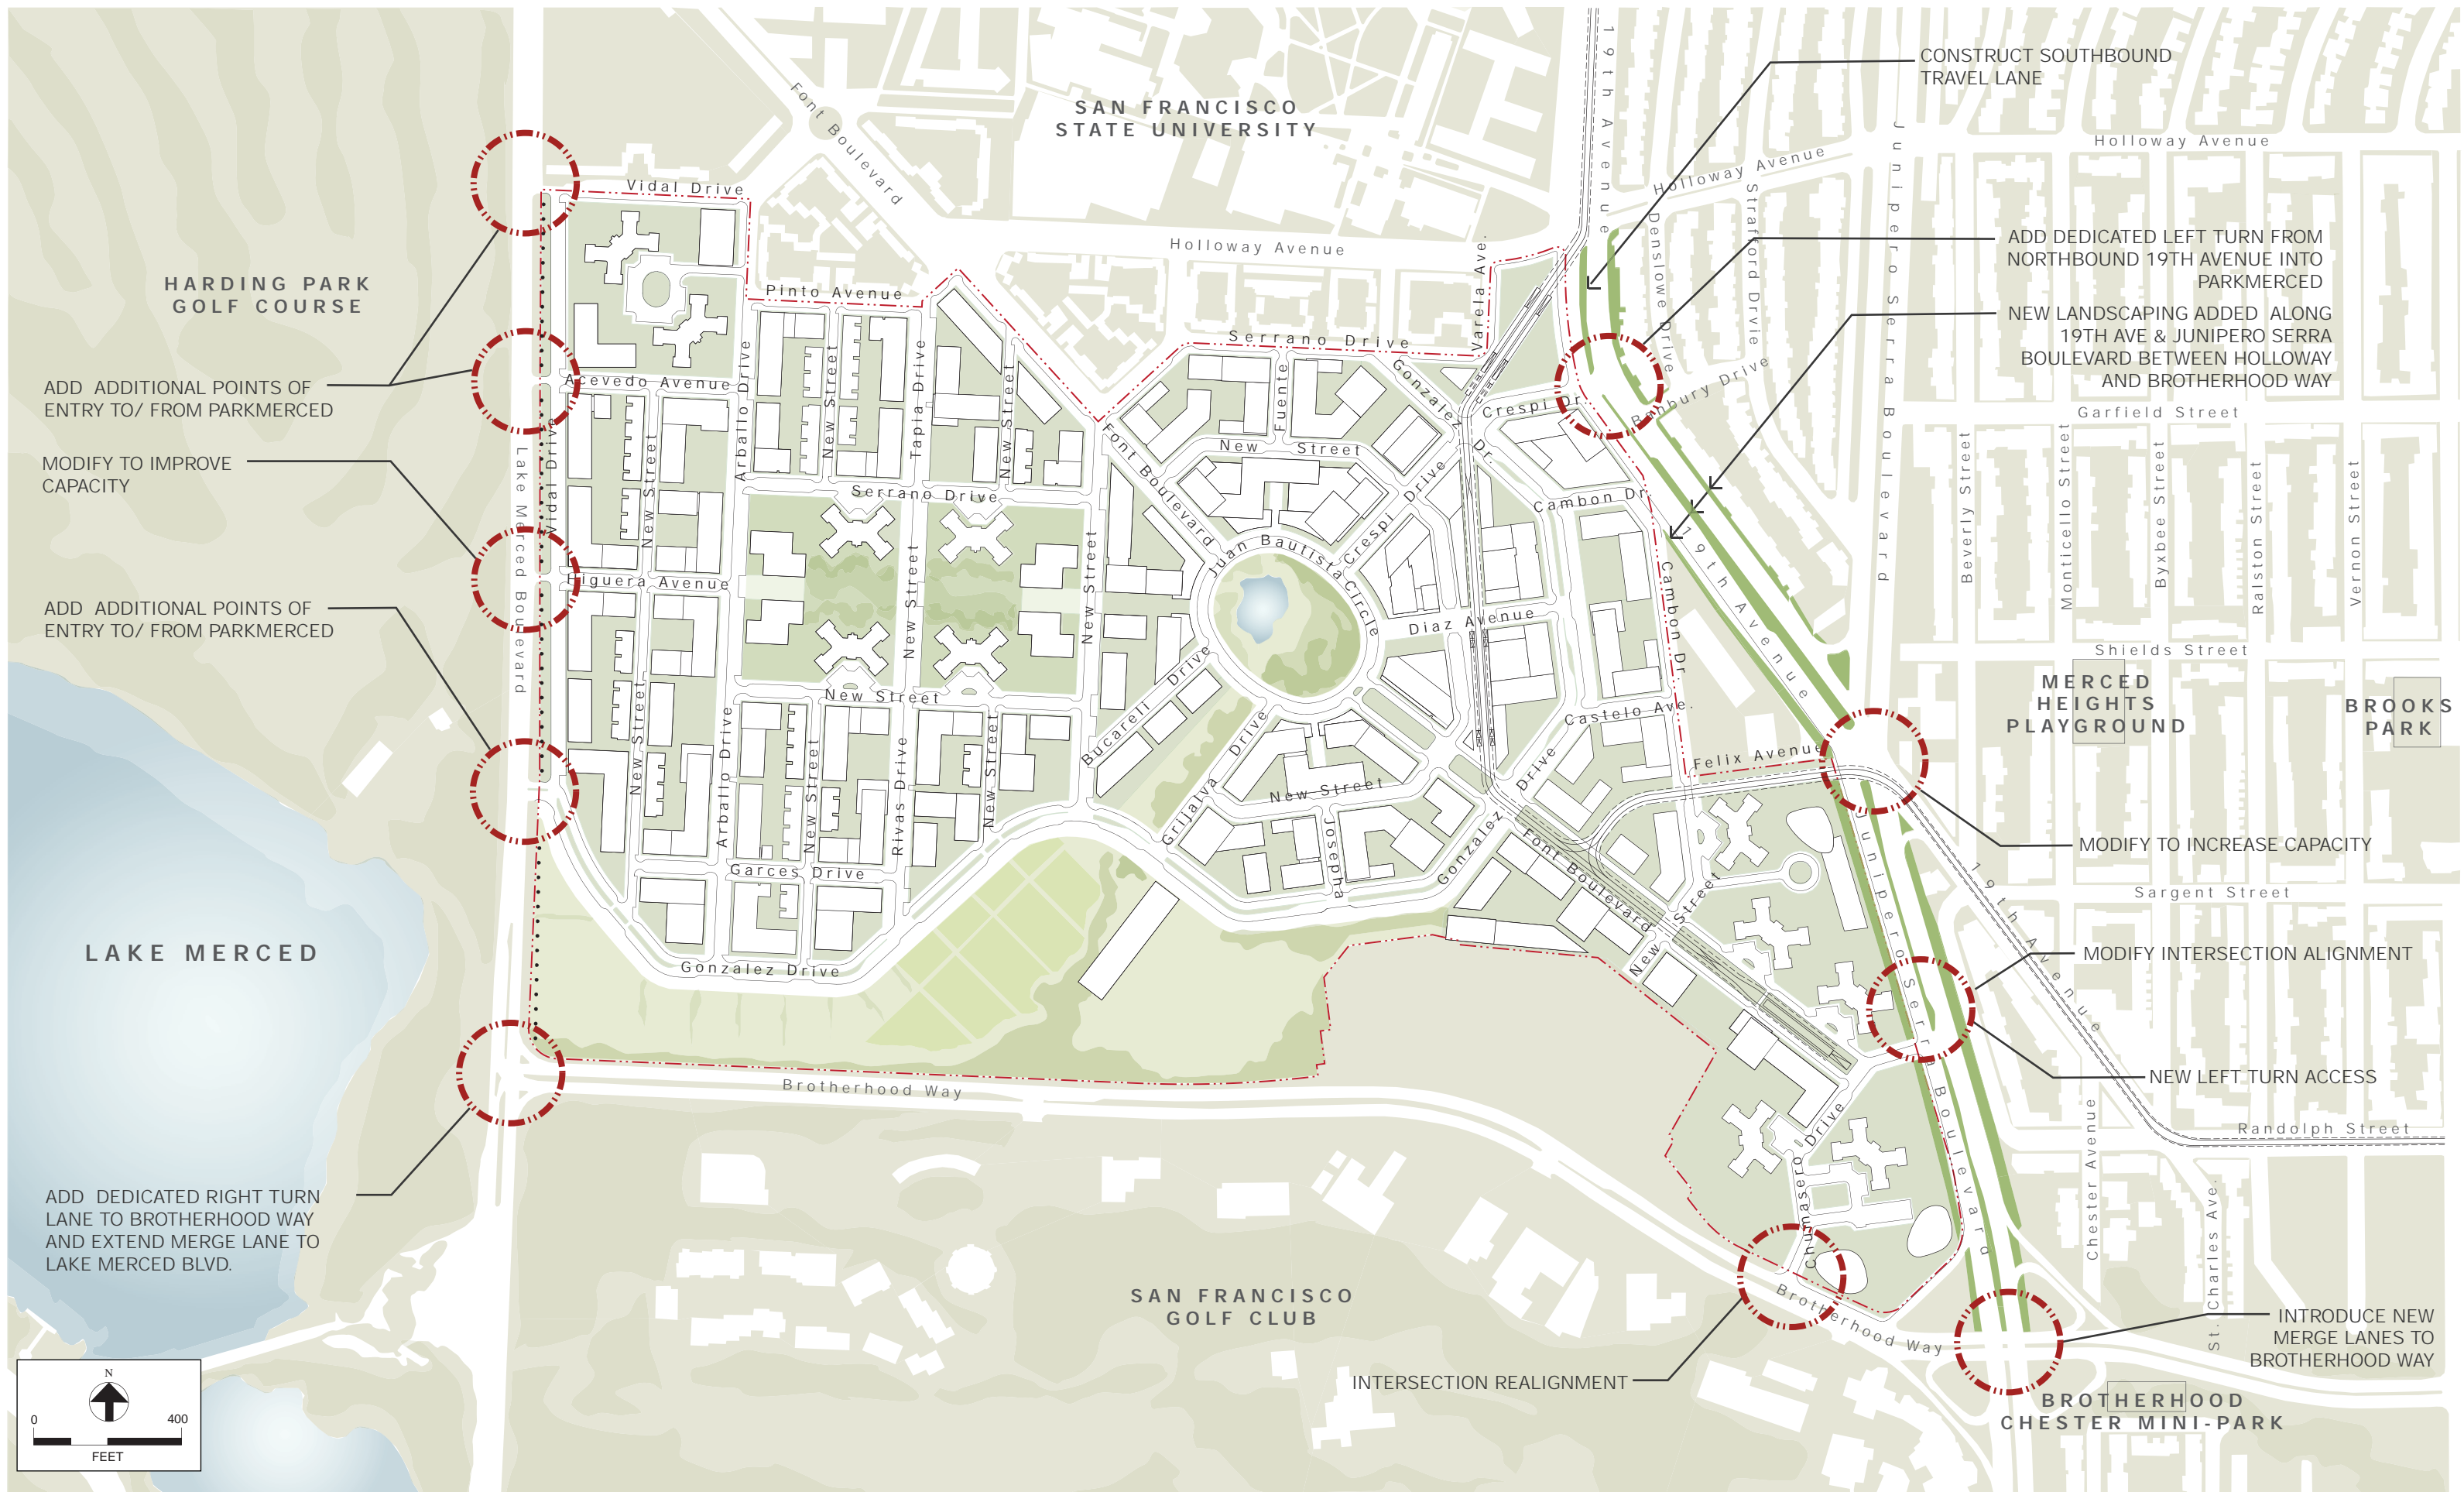 CONSTRUCT SOUTHBOUND
TRAVEL LANE
SAN FRANCISCO
STATE UNIVERSITY
Font Boulevard
19th Avenue
Holloway Avenue
Holloway Avenue
Junipero Serra Boulevard
Strafford Drvie
Denslowe Drive
Banbury Drive
Vidal Drive
Holloway Avenue
Varela Ave.
ADD DEDICATED LEFT TURN FROM
NORTHBOUND 19TH AVENUE INTO
PARKMERCED
HARDING PARK
GOLF COURSE
Pinto Avenue
Serrano Drive
NEW LANDSCAPING ADDED ALONG
19TH AVE & JUNIPERO SERRA
BOULEVARD BETWEEN HOLLOWAY
AND BROTHERHOOD WAY
ADD ADDITIONAL POINTS OF
ENTRY TO/ FROM PARKMERCED
Acevedo Avenue
Arballo Drive
New Street
Tapia Drive
New Street
Fuente
Gonzalez Dr.
Crespi Dr.
Garfield Street
MODIFY TO IMPROVE
CAPACITY
Lake Merced Boulevard
Vidal Drive
New Street
Serrano Drive
Font Boulevard
New Street
Crespi Drive
Cambon Dr.
Beverly Street
Monticello Street
Byxbee Street
Ralston Street
Vernon Street
Higuera Avenue
New Street
New Street
Juan Bautista Circle
Diaz Avenue
Cambon Dr.
19th Avenue
ADD ADDITIONAL POINTS OF
ENTRY TO/ FROM PARKMERCED
Shields Street
MERCED
HEIGHTS
PLAYGROUND
BROOKS
PARK
New Street
Arballo Drive
New Street
New Street
Rivas Drive
New Street
Bucareli Drive
Grijalva Drive
New Street
Josepha
Gonzalez Drive
Castelo Ave.
Felix Avenue
MODIFY TO INCREASE CAPACITY
Garces Drive
Font Boulevard
New Street
Junipero Serra Boulevard
19th Avenue
Sargent Street
LAKE MERCED
Gonzalez Drive
MODIFY INTERSECTION ALIGNMENT
NEW LEFT TURN ACCESS
Brotherhood Way
Chumasero Drive
Chester Avenue
Randolph Street
St. Charles Ave.
ADD DEDICATED RIGHT TURN
LANE TO BROTHERHOOD WAY
AND EXTEND MERGE LANE TO
LAKE MERCED BLVD.
SAN FRANCISCO
GOLF CLUB
Brotherhood Way
INTRODUCE NEW
MERGE LANES TO
BROTHERHOOD WAY
INTERSECTION REALIGNMENT
BROTHERHOOD
CHESTER MINI-PARK
N
0 400
FEET